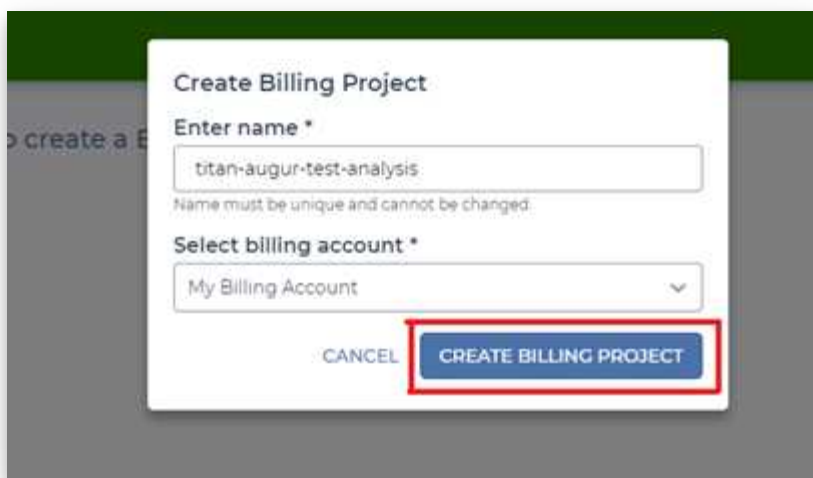 Create Billing Project
o create a B
Enter name *
titan-augur-test-analysis
Name must be unique and cannot be changed.
Select billing account *
My Billing Account
CANCEL
CREATE BILLING PROJECT